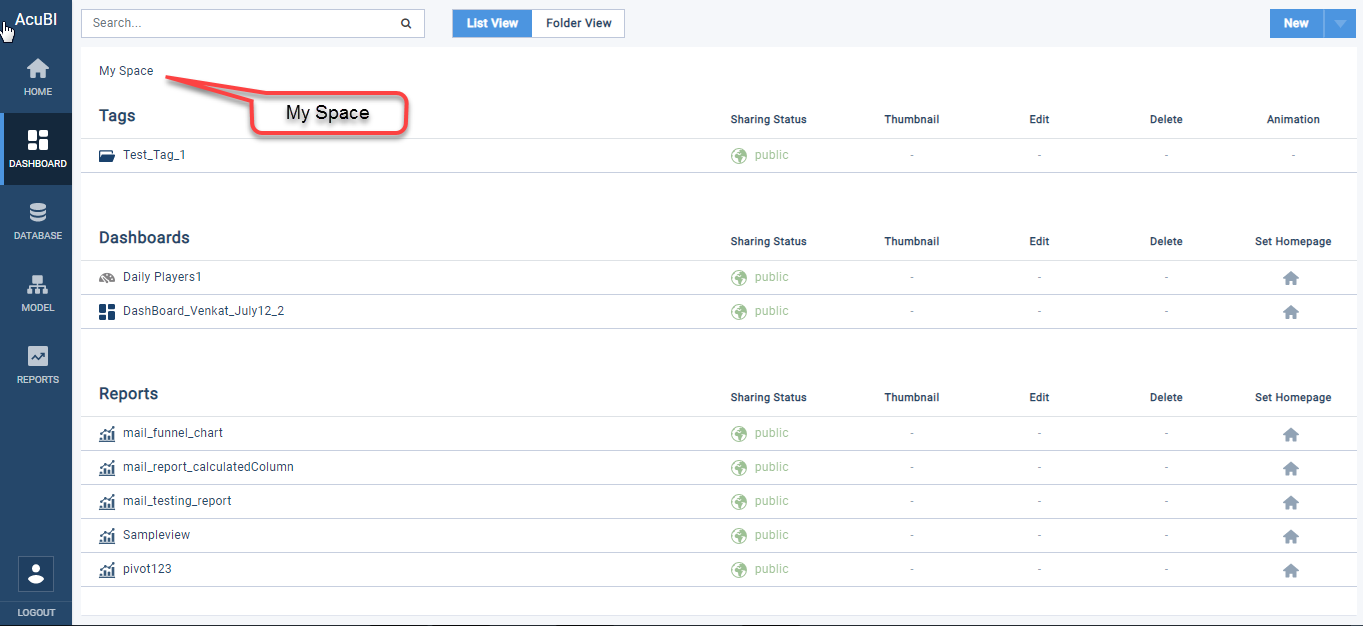 AcuBI
Search...
List View Folder View
New
HOME
DASHBOARD
DATABASE
MODEL
REPORTS
LOGOUT
My Space
My Space
Tags Sharing Status Thumbnail Edit Delete Animation
Test_Tag_1 public - - - -
Dashboards Sharing Status Thumbnail Edit Delete Set Homepage
Daily Players1 public - - -
DashBoard_Venkat_July12_2 public - - -
Reports Sharing Status Thumbnail Edit Delete Set Homepage
mail_funnel_chart public - - -
mail_report_calculatedColumn public - - -
mail_testing_report public - - -
Sampleview public - - -
pivot123 public - - -